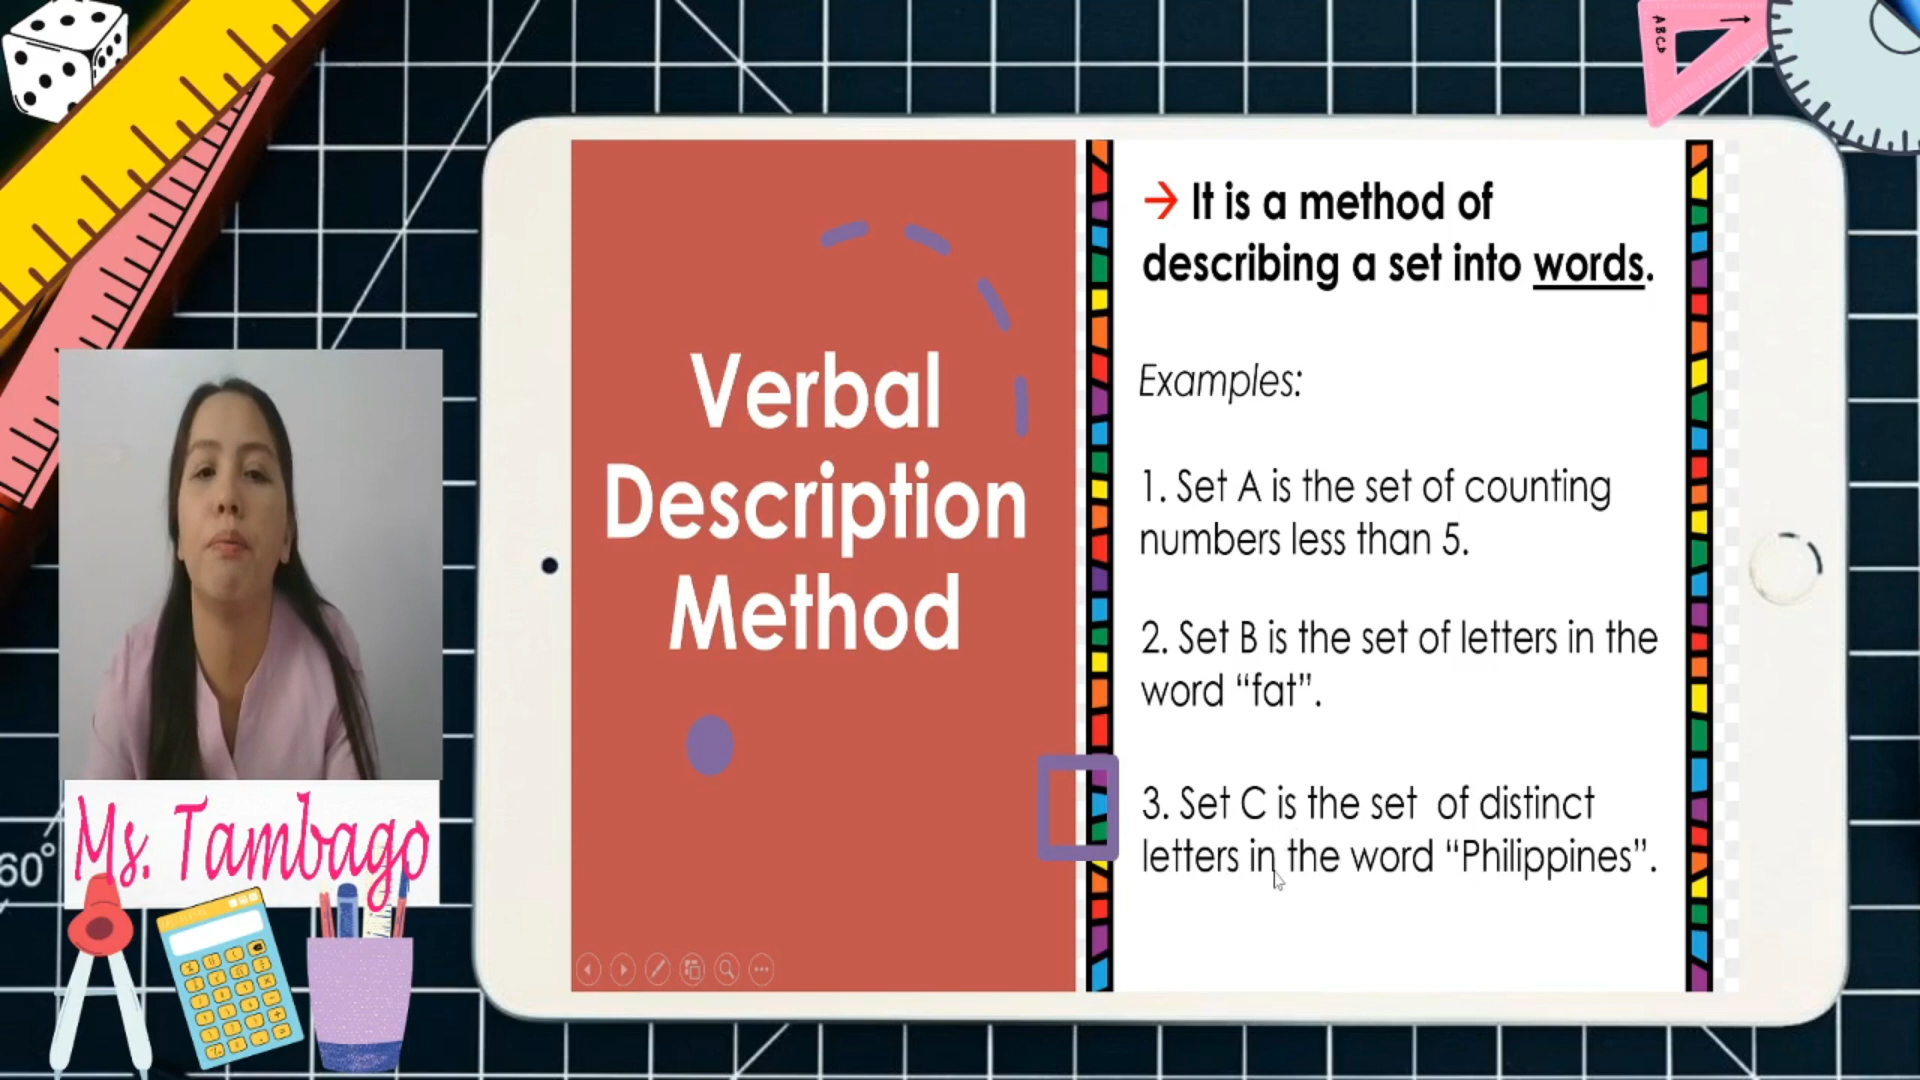 ABCD
Verbal
Description
Method
→ It is a method of
describing a set into words.
Examples:
1. Set A is the set of counting
numbers less than 5.
2. Set B is the set of letters in the
word “fat”.
3. Set C is the set  of distinct
letters in the word “Philippines”.
Ms. Tambago
60°